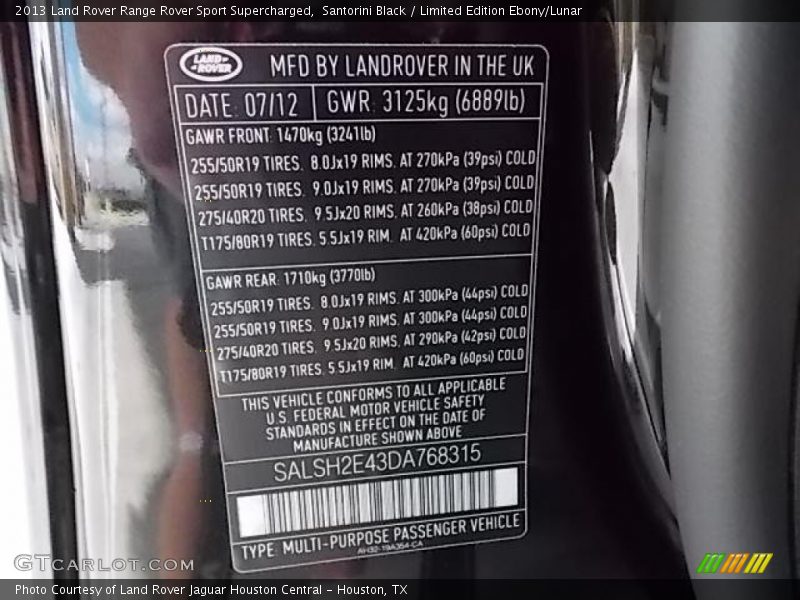 2013 Land Rover Range Rover Sport Supercharged, Santorini Black / Limited Edition Ebony/Lunar
LAND-
-ROVER
MFD BY LANDROVER IN THE UK
DATE: 07/12 GWR: 3125kg (6889lb)
GAWR FRONT: 1470kg (3241lb)
255/50R19 TIRES. 8.0Jx19 RIMS. AT 270kPa (39psi) COLD
255/50R19 TIRES. 9.0Jx19 RIMS. AT 270kPa (39psi) COLD
275/40R20 TIRES. 9.5Jx20 RIMS. AT 260kPa (38psi) COLD
T175/80R19 TIRES. 5.5Jx19 RIM. AT 420kPa (60psi) COLD
GAWR REAR: 1710kg (3770lb)
255/50R19 TIRES. 8.0Jx19 RIMS. AT 300kPa (44psi) COLD
255/50R19 TIRES. 9.0Jx19 RIMS. AT 300kPa (44psi) COLD
275/40R20 TIRES. 9.5Jx20 RIMS. AT 290kPa (42psi) COLD
T175/80R19 TIRES. 5.5Jx19 RIM. AT 420kPa (60psi) COLD
THIS VEHICLE CONFORMS TO ALL APPLICABLE
U.S. FEDERAL MOTOR VEHICLE SAFETY
STANDARDS IN EFFECT ON THE DATE OF
MANUFACTURE SHOWN ABOVE
SALSH2E43DA768315
TYPE: MULTI-PURPOSE PASSENGER VEHICLE
AH32-19A354-CA
GTCarLot.com
Photo Courtesy of Land Rover Jaguar Houston Central - Houston, TX